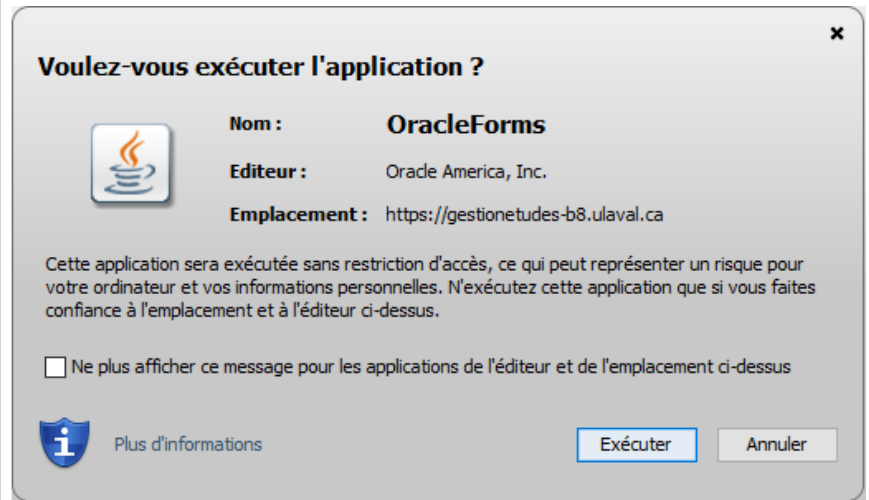 Voulez-vous exécuter l'application ?
Nom : OracleForms
Editeur : Oracle America, Inc.
Emplacement : https://gestionetudes-b8.ulaval.ca
Cette application sera exécutée sans restriction d'accès, ce qui peut représenter un risque pour
votre ordinateur et vos informations personnelles. N'exécutez cette application que si vous faites
confiance à l'emplacement et à l'éditeur ci-dessus.
Ne plus afficher ce message pour les applications de l'éditeur et de l'emplacement ci-dessus
Plus d'informations Exécuter Annuler